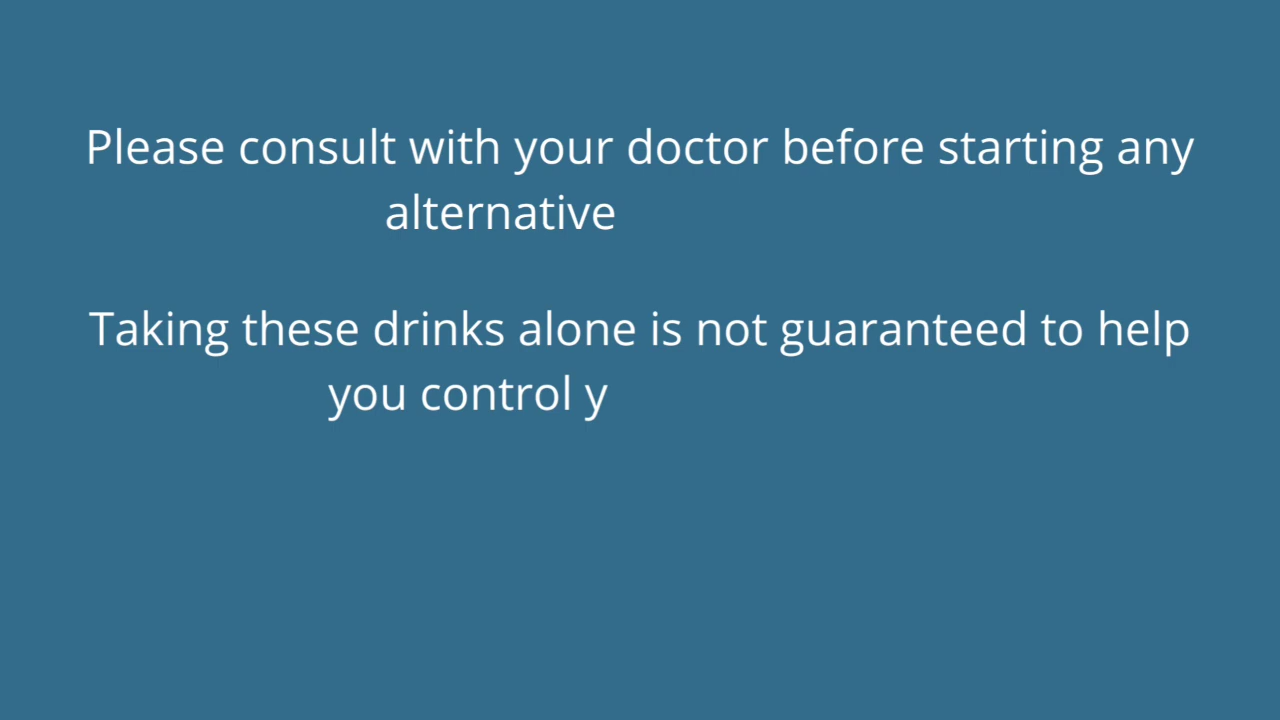 Please consult with your doctor before starting any
alternative
Taking these drinks alone is not guaranteed to help
you control y